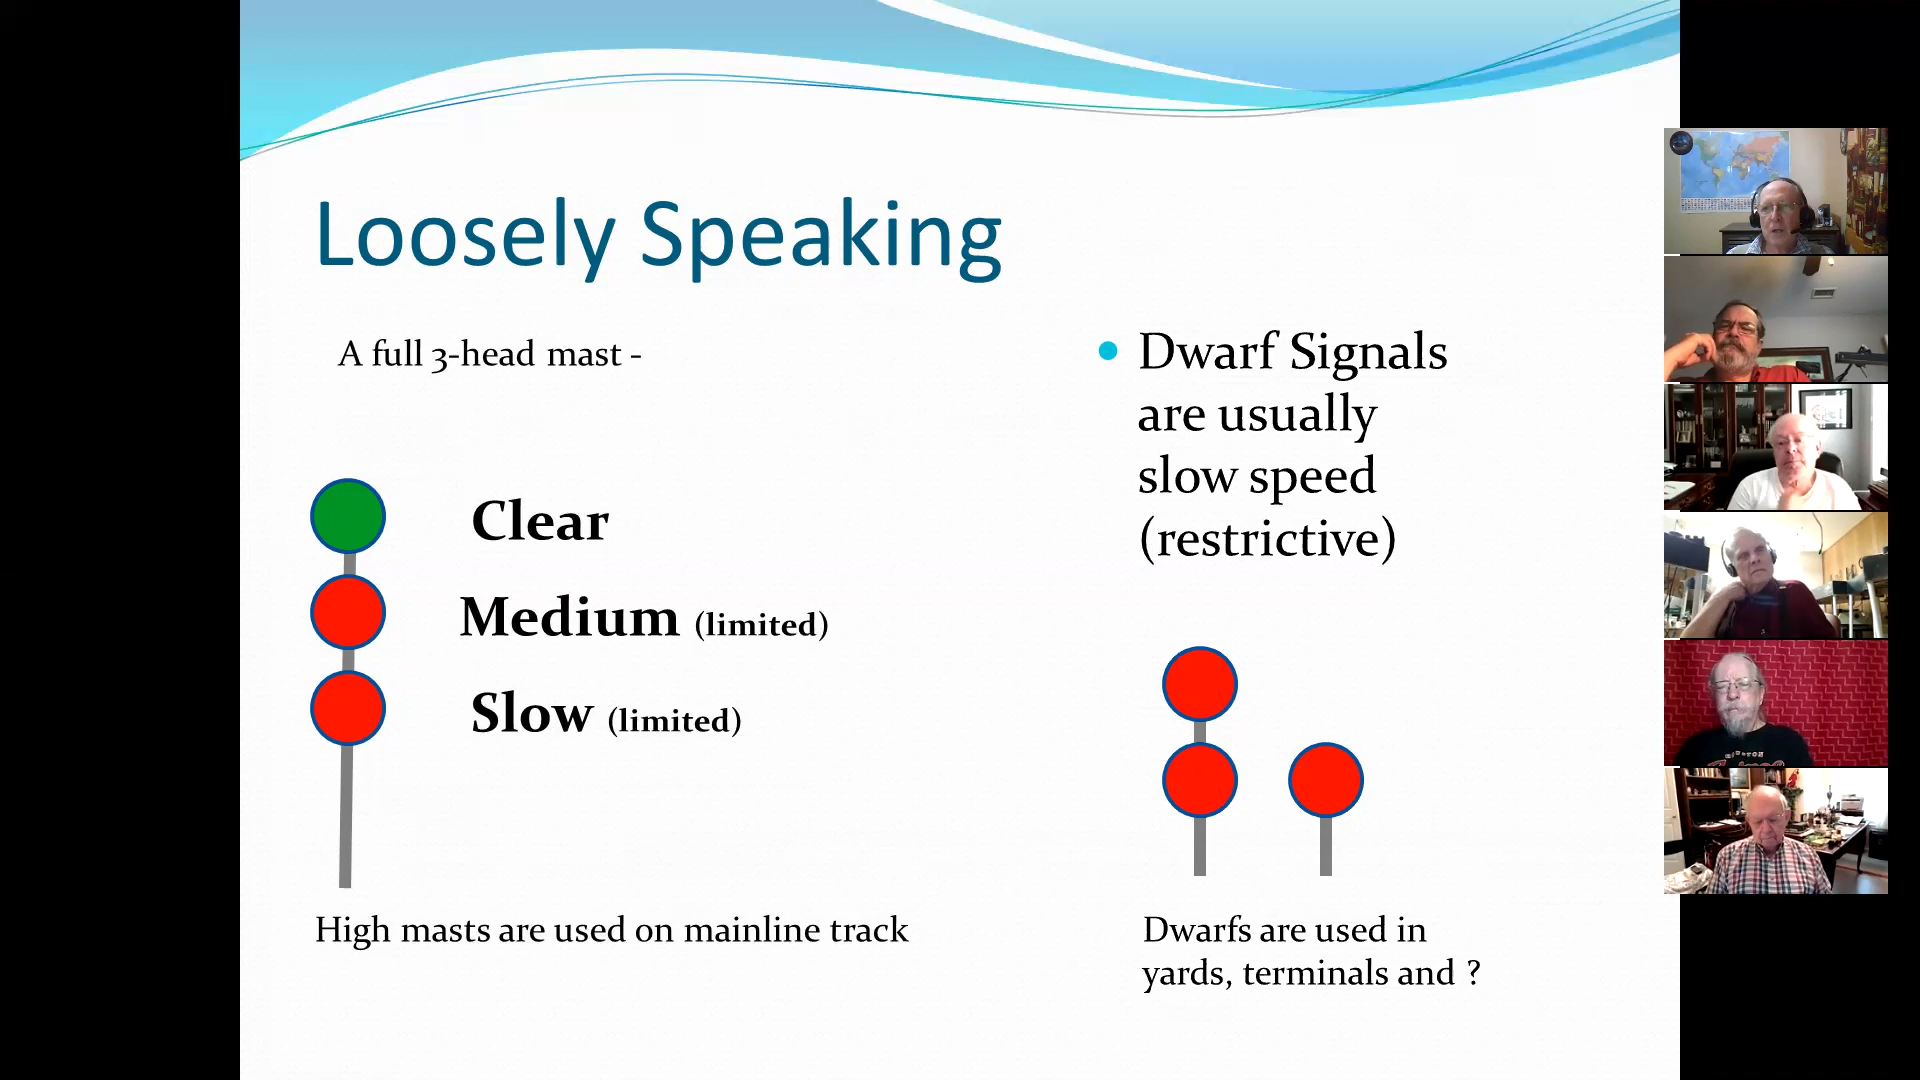 Loosely Speaking
A full 3-head mast -
Clear
Medium (limited)
Slow (limited)
High masts are used on mainline track
Dwarf Signals
are usually
slow speed
(restrictive)
Dwarfs are used in
yards, terminals and ?